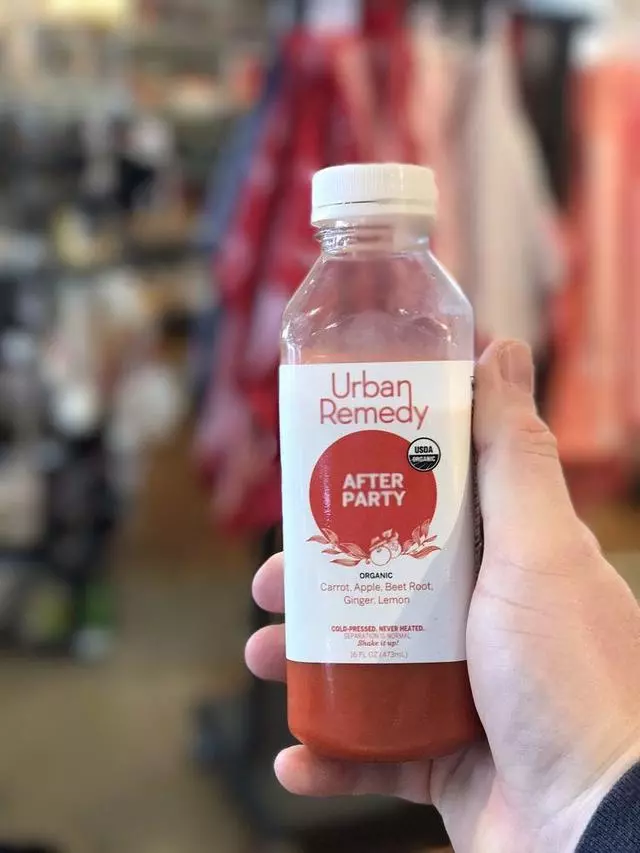 Urban
Remedy
USDA
ORGANIC
AFTER
PARTY
ORGANIC
Carrot, Apple, Beet Root,
Ginger, Lemon
COLD-PRESSED. NEVER HEATED.
SEPARATION IS NORMAL
Shake it up!
16 FL OZ (473mL)